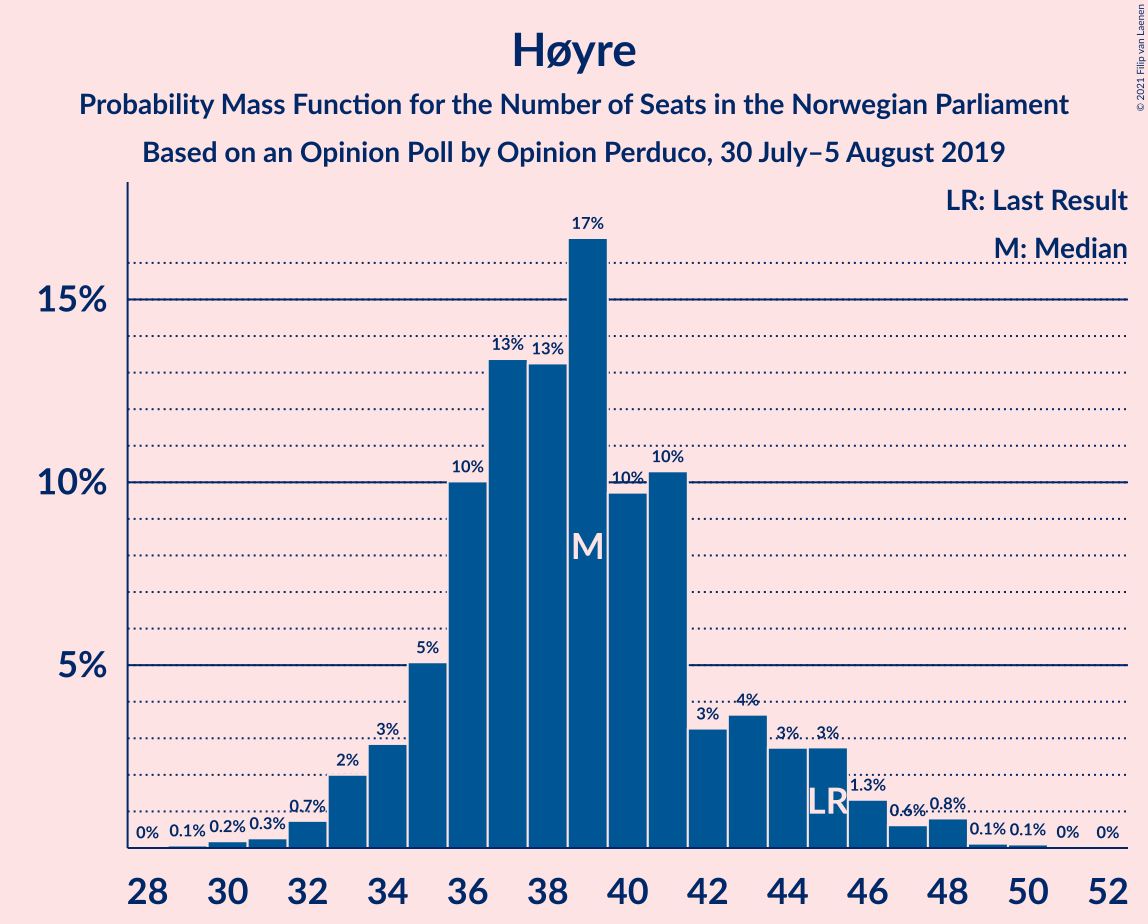 Høyre
Probability Mass Function for the Number of Seats in the Norwegian Parliament
Based on an Opinion Poll by Opinion Perduco, 30 July–5 August 2019
© 2021 Filip van Laenen
LR: Last Result
M: Median
15%
10%
5%
0% 0.1% 0.2% 0.3% 0.7% 2% 3% 5% 10% 13% 13% 17% 10% 10% 3% 4% 3% 3% 1.3% 0.6% 0.8% 0.1% 0.1% 0% 0%
M
LR
28 30 32 34 36 38 40 42 44 46 48 50 52